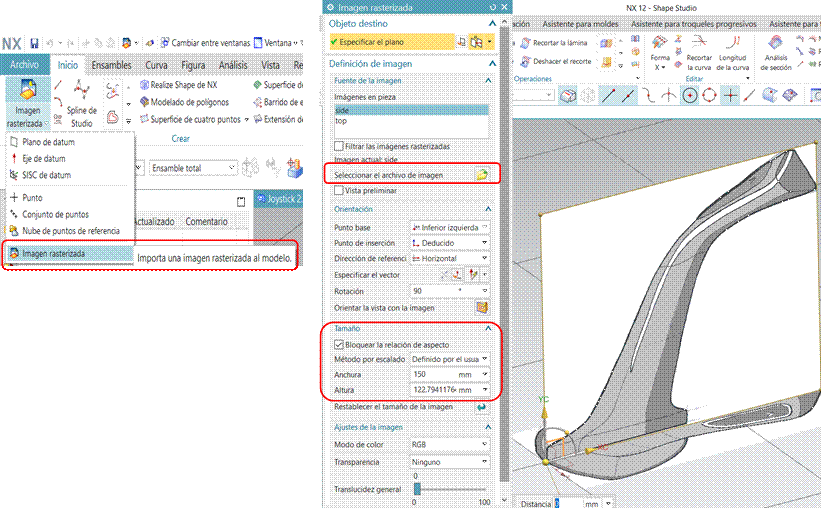 NX
Cambiar entre ventanas
Ventana
Archivo
Inicio
Ensambles
Curva
Figura
Análisis
Vista
Imagen
rasterizada
Spline de
Studio
Realize Shape de NX
Modelado de polígonos
Superficie de cuatro puntos
Superficie de
Barrido de e
Extensión de
Crear
Plano de datum
Eje de datum
SISC de datum
Punto
Conjunto de puntos
Nube de puntos de referencia
Imagen rasterizada
Importa una imagen rasterizada al modelo.
Ensamble total
Joystick 2.
Actualizado
Comentario
Imagen rasterizada
Objeto destino
Especificar el plano
Definición de imagen
Fuente de la imagen
Imágenes en pieza
side
top
Filtrar las imágenes rasterizadas
Imagen actual: side
Seleccionar el archivo de imagen
Vista preliminar
Orientación
Punto base
Inferior izquierda
Punto de inserción
Deducido
Dirección de referenci
Horizontal
Especificar el vector
Rotación
90
°
Orientar la vista con la imagen
Tamaño
Bloquear la relación de aspecto
Método por escalado
Definido por el usua
Anchura
150
mm
Altura
122.7941176
mm
Restablecer el tamaño de la imagen
Ajustes de la imagen
Modo de color
RGB
Transparencia
Ninguno
0
Translucidez general
0
100
NX 12 - Shape Studio
Asistente para moldes
Asistente para troqueles progresivos
Asistente para
Recortar la lámina
Deshacer el recorte
Operaciones
Forma
X
Recortar
la curva
Longitud
de la curva
Editar
Análisis
de sección
YC
Distancia
0
mm